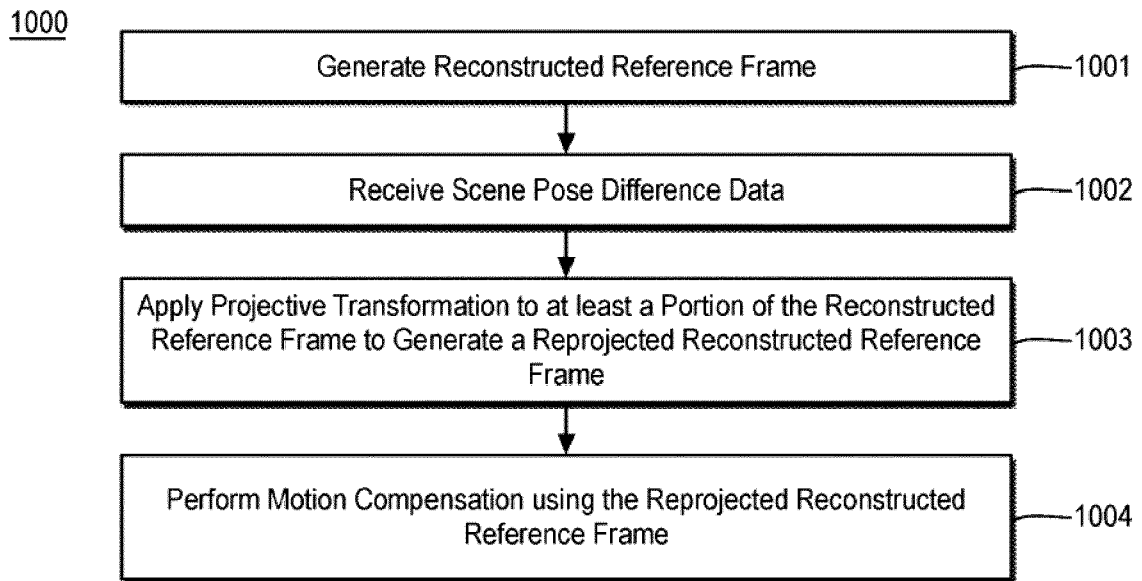 1000
Generate Reconstructed Reference Frame
1001
Receive Scene Pose Difference Data
1002
Apply Projective Transformation to at least a Portion of the Reconstructed
Reference Frame to Generate a Reprojected Reconstructed Reference
Frame
1003
Perform Motion Compensation using the Reprojected Reconstructed
Reference Frame
1004